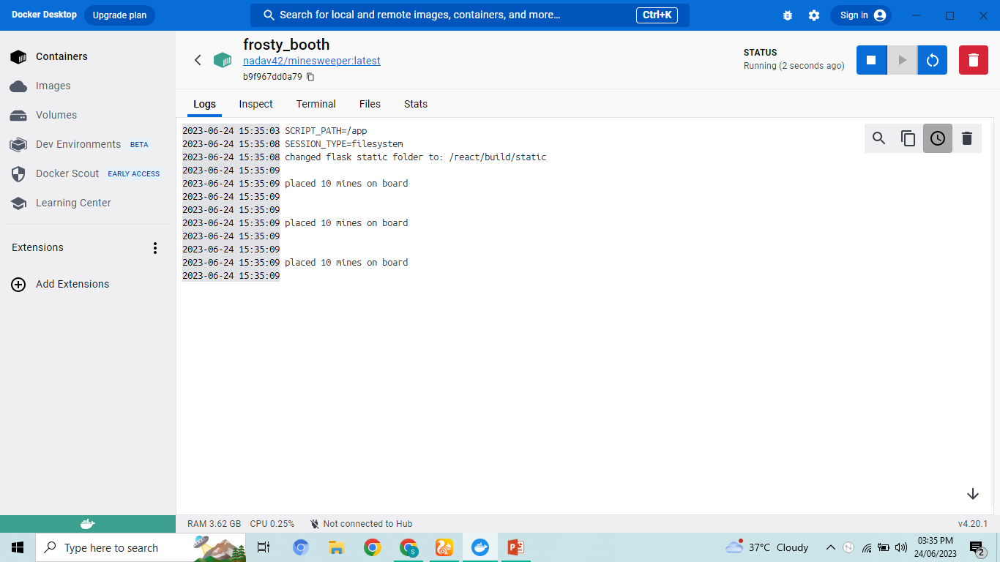 Docker Desktop Upgrade plan Search for local and remote images, containers, and more... Ctrl+K Sign in
Containers
Images
Volumes
Dev Environments BETA
Docker Scout EARLY ACCESS
Learning Center
Extensions
Add Extensions
frosty_booth
nadav42/minesweeper:latest
b9f967dd0a79
STATUS
Running (2 seconds ago)
Logs Inspect Terminal Files Stats
2023-06-24 15:35:03 SCRIPT_PATH=/app
2023-06-24 15:35:08 SESSION_TYPE=filesystem
2023-06-24 15:35:08 changed flask static folder to: /react/build/static
2023-06-24 15:35:09
2023-06-24 15:35:09 placed 10 mines on board
2023-06-24 15:35:09
2023-06-24 15:35:09
2023-06-24 15:35:09 placed 10 mines on board
2023-06-24 15:35:09
2023-06-24 15:35:09
2023-06-24 15:35:09 placed 10 mines on board
2023-06-24 15:35:09
RAM 3.62 GB CPU 0.25% Not connected to Hub v4.20.1
Type here to search
37°C Cloudy
03:35 PM
24/06/2023
2